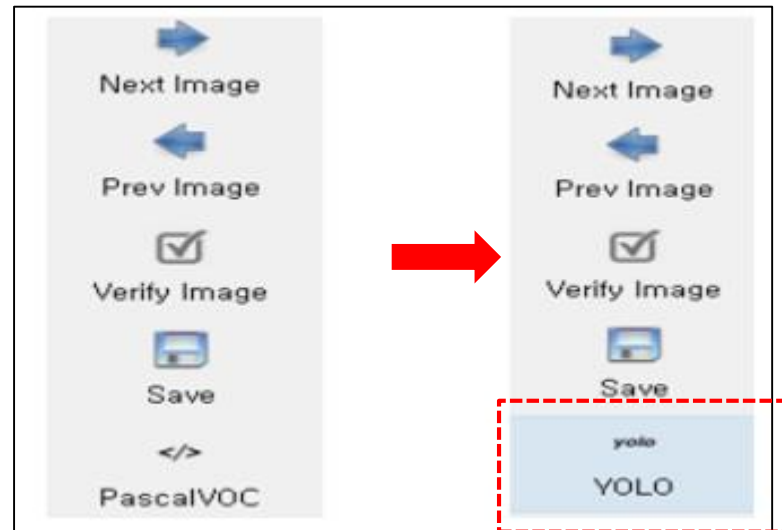 Next Image
Prev Image
Verify Image
Save
</>
PascalVOC
Next Image
Prev Image
Verify Image
Save
yolo
YOLO